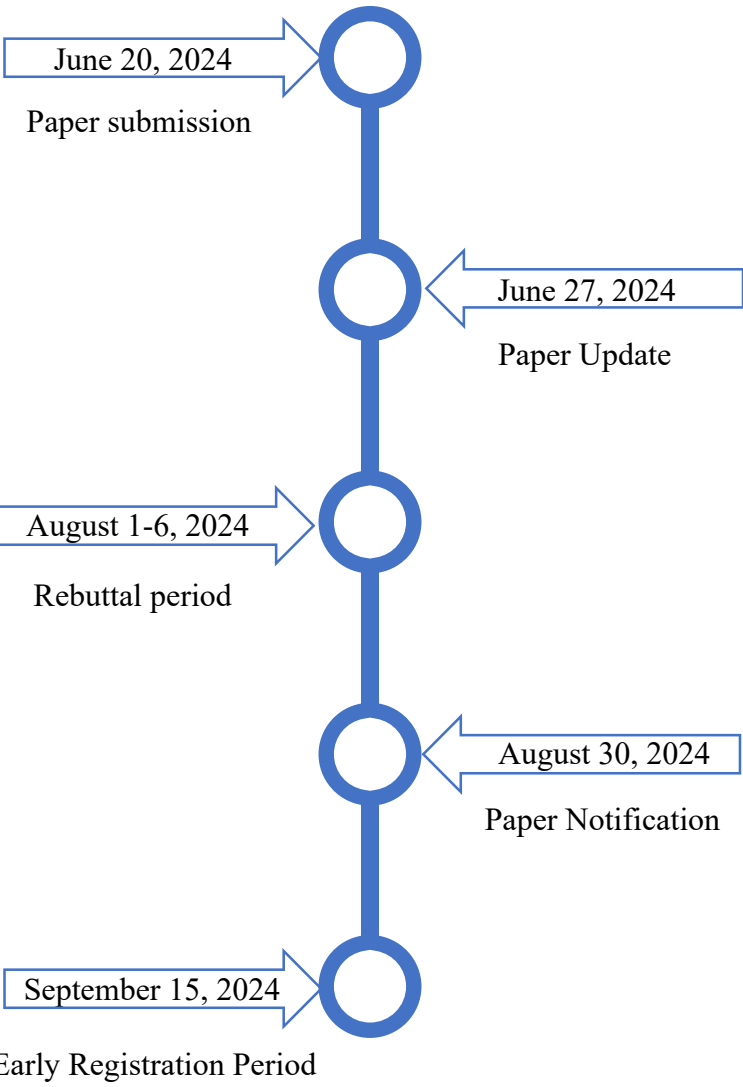 June 20, 2024
Paper submission
June 27, 2024
Paper Update
August 1-6, 2024
Rebuttal period
August 30, 2024
Paper Notification
September 15, 2024
Early Registration Period